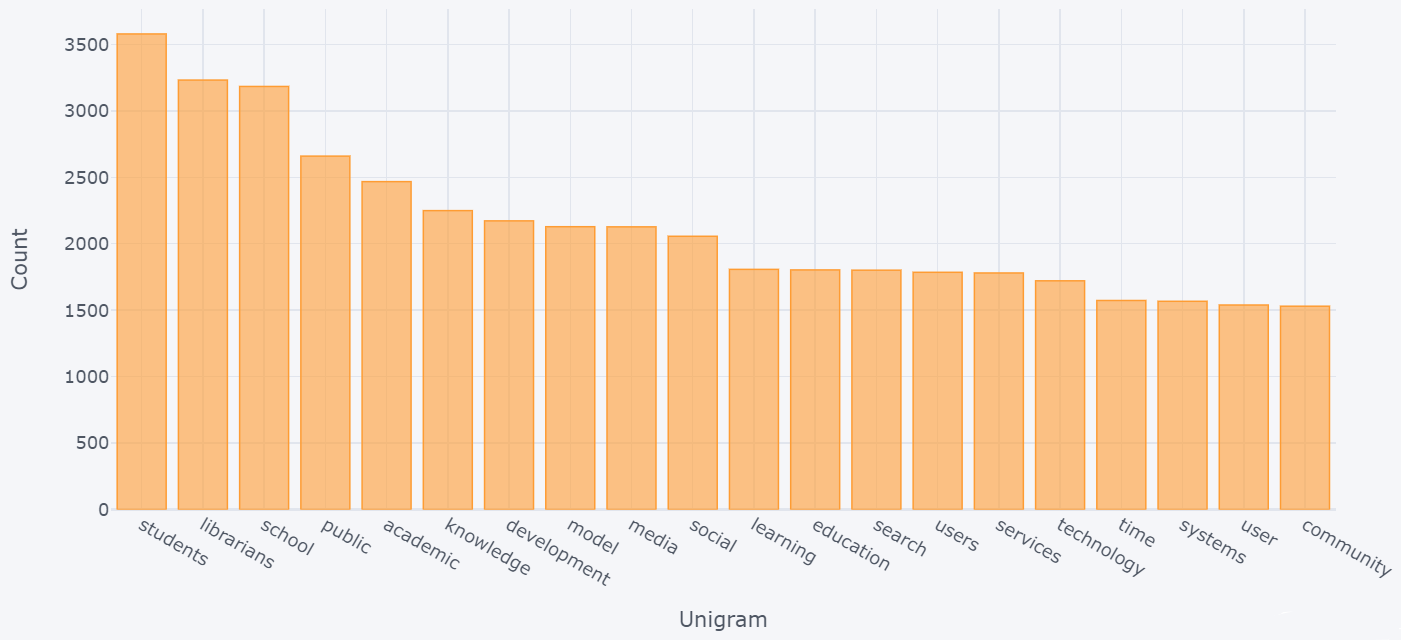 Count
3500
3000
2500
2000
1500
1000
500
0
students
librarians
school
public
academic
knowledge
development
model
media
social
learning
education
search
users
services
technology
time
systems
user
community
Unigram